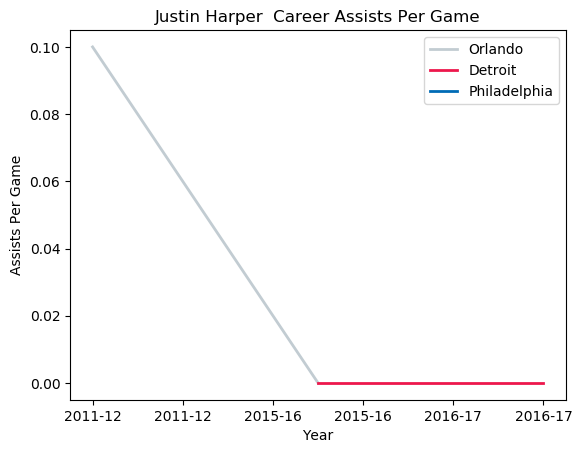 Justin Harper  Career Assists Per Game
Orlando
Detroit
Philadelphia
0.10
0.08
0.06
0.04
0.02
0.00
Assists Per Game
2011-12 2011-12 2015-16 2015-16 2016-17 2016-17
Year